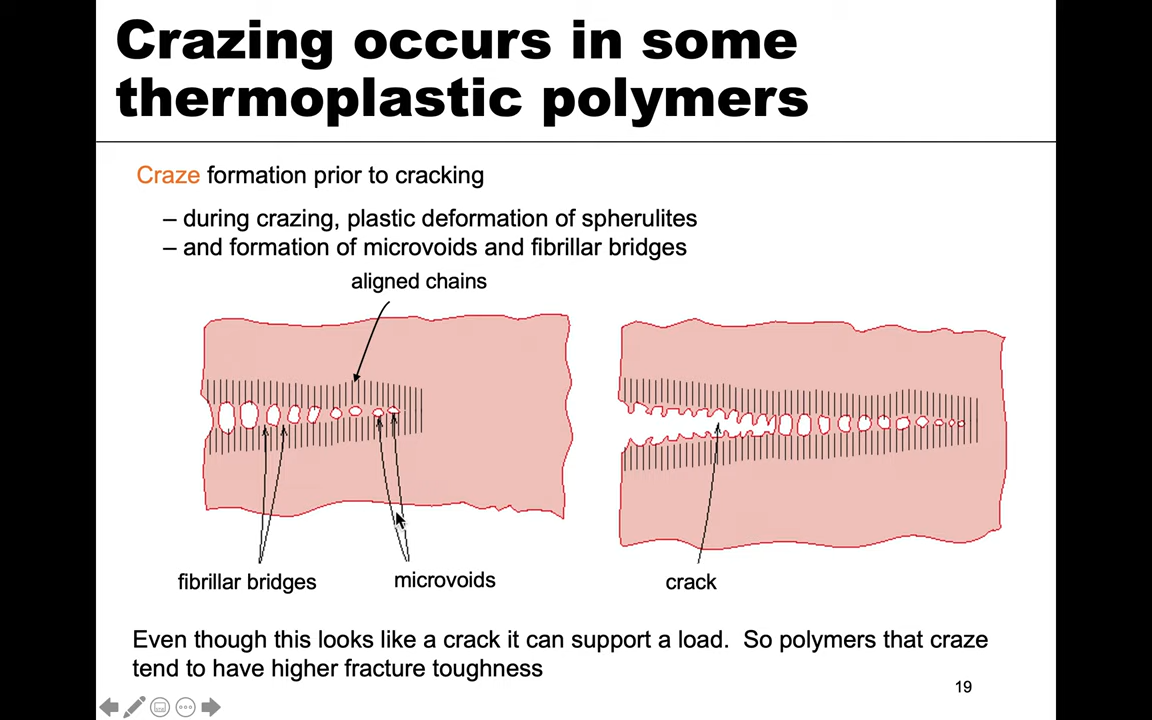 Crazing occurs in some
thermoplastic polymers
Craze formation prior to cracking
– during crazing, plastic deformation of spherulites
– and formation of microvoids and fibrillar bridges
aligned chains
fibrillar bridges
microvoids
crack
Even though this looks like a crack it can support a load.  So polymers that craze
tend to have higher fracture toughness
19